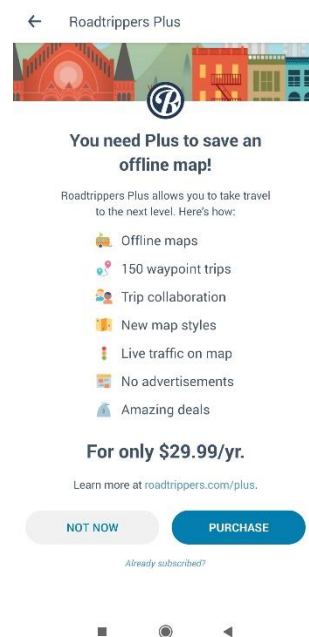 Roadtrippers Plus
You need Plus to save an
offline map!
Roadtrippers Plus allows you to take travel
to the next level. Here's how:
Offline maps
150 waypoint trips
Trip collaboration
New map styles
Live traffic on map
No advertisements
Amazing deals
For only $29.99/yr.
Learn more at roadtrippers.com/plus.
NOT NOW
PURCHASE
Already subscribed?